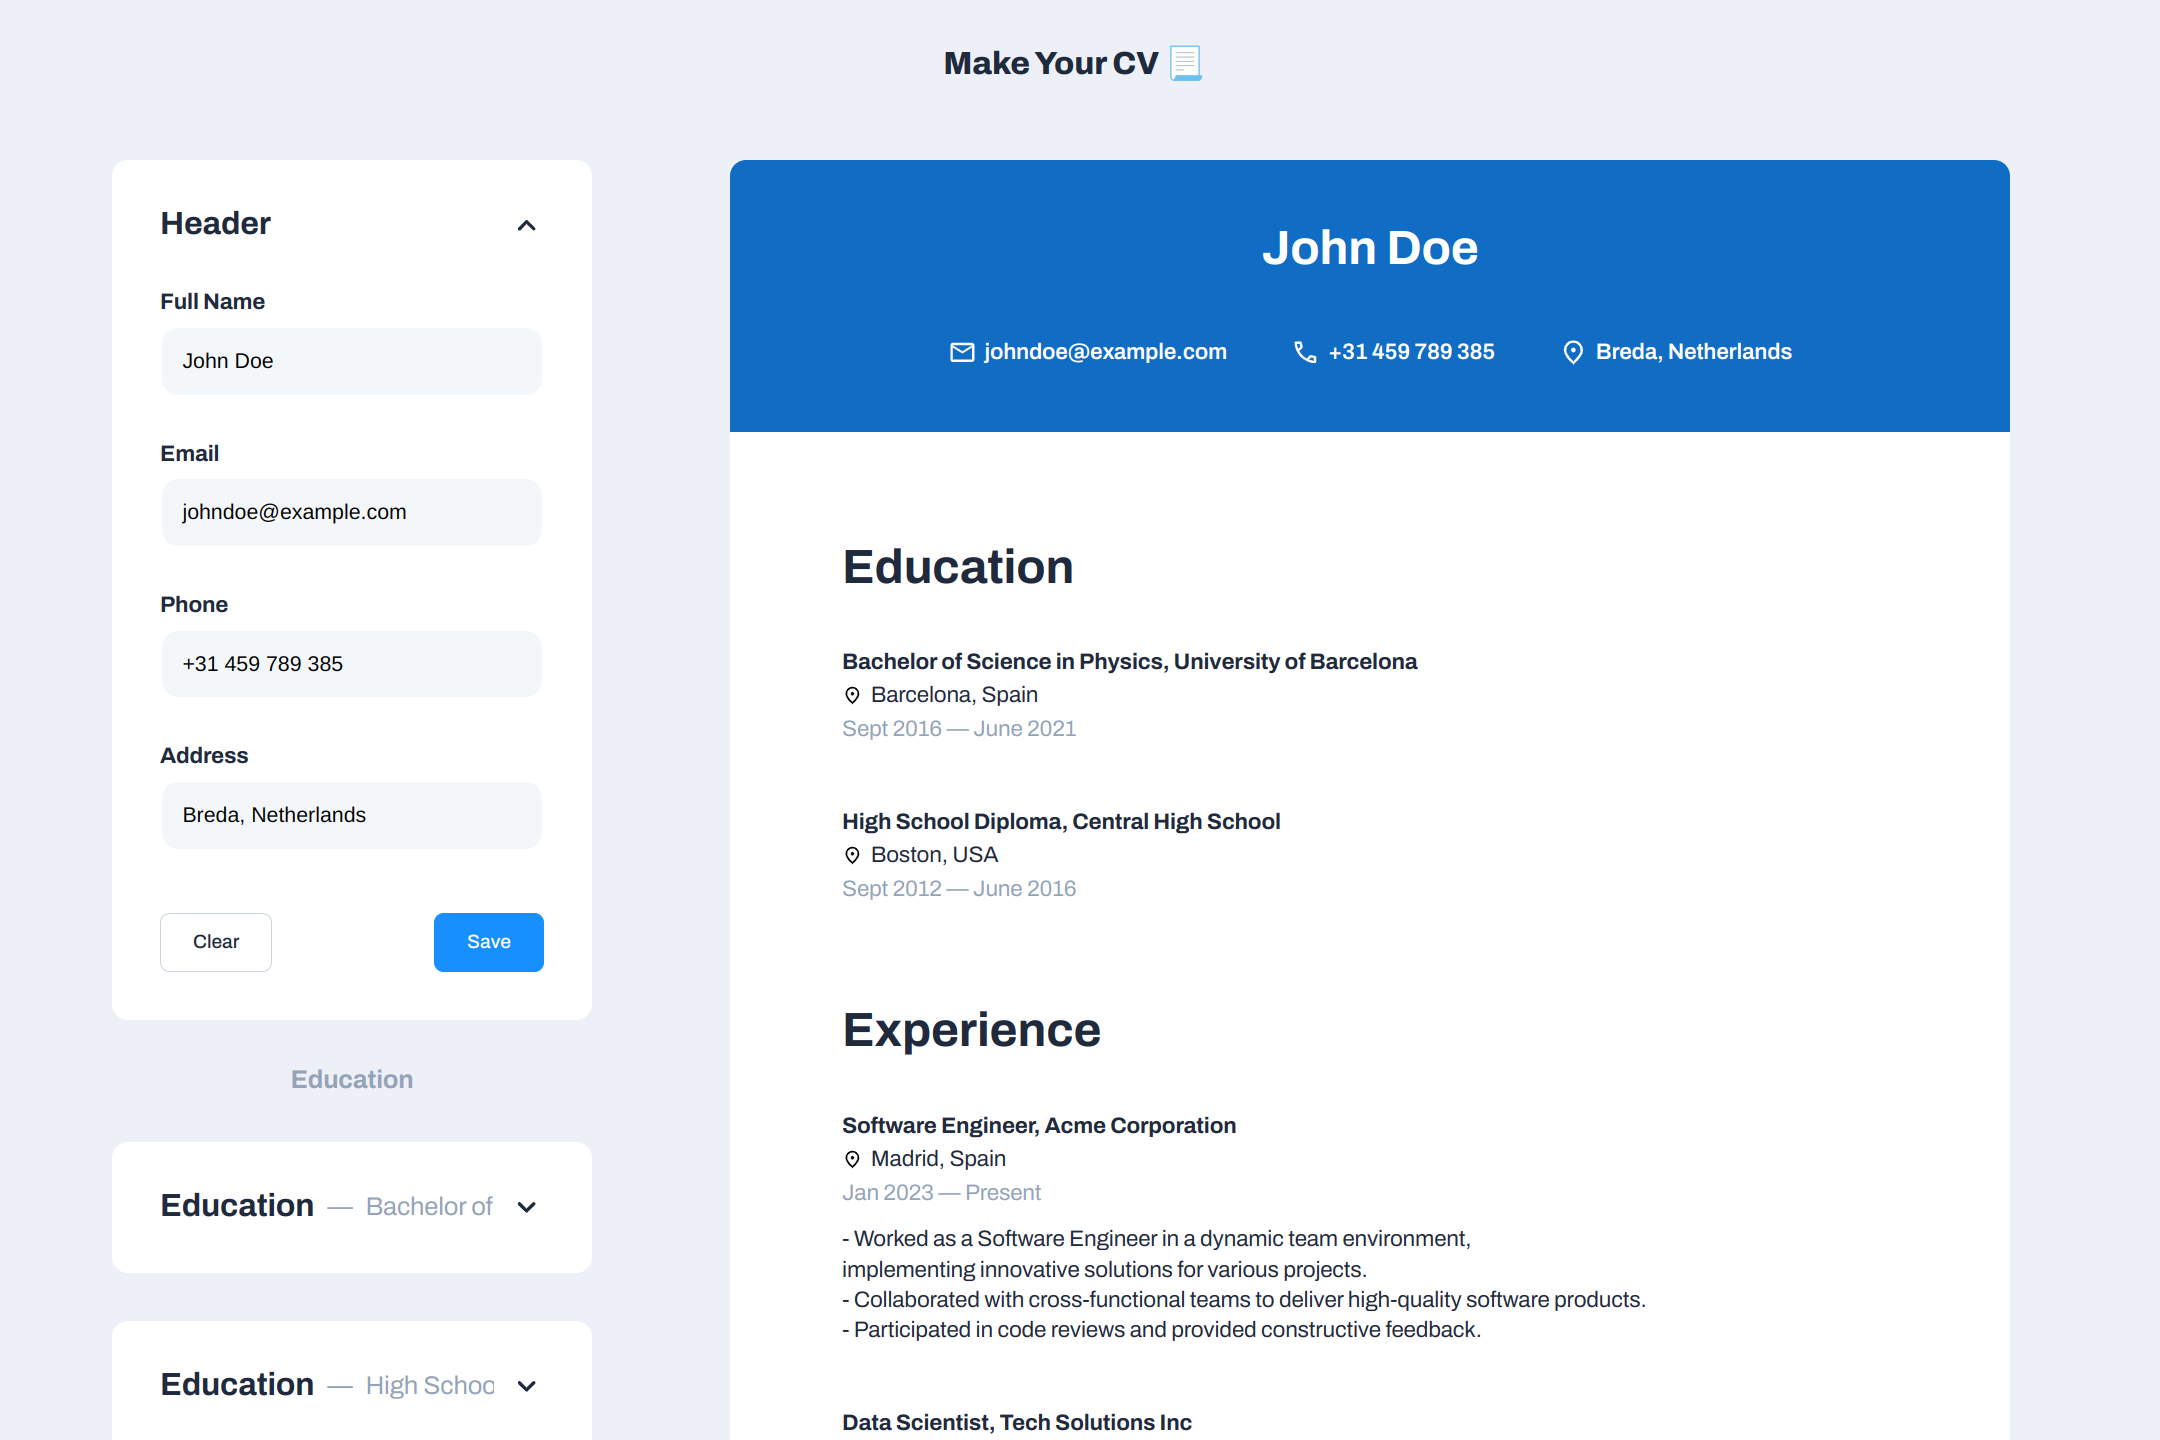 Make Your CV
Header
Full Name
John Doe
Email
johndoe@example.com
Phone
+31 459 789 385
Address
Breda, Netherlands
Clear
Save
Education
Education — Bachelor of
Education — High Schoo
John Doe
johndoe@example.com
+31 459 789 385
Breda, Netherlands
Education
Bachelor of Science in Physics, University of Barcelona
Barcelona, Spain
Sept 2016 — June 2021
High School Diploma, Central High School
Boston, USA
Sept 2012 — June 2016
Experience
Software Engineer, Acme Corporation
Madrid, Spain
Jan 2023 — Present
- Worked as a Software Engineer in a dynamic team environment,
implementing innovative solutions for various projects.
- Collaborated with cross-functional teams to deliver high-quality software products.
- Participated in code reviews and provided constructive feedback.
Data Scientist, Tech Solutions Inc